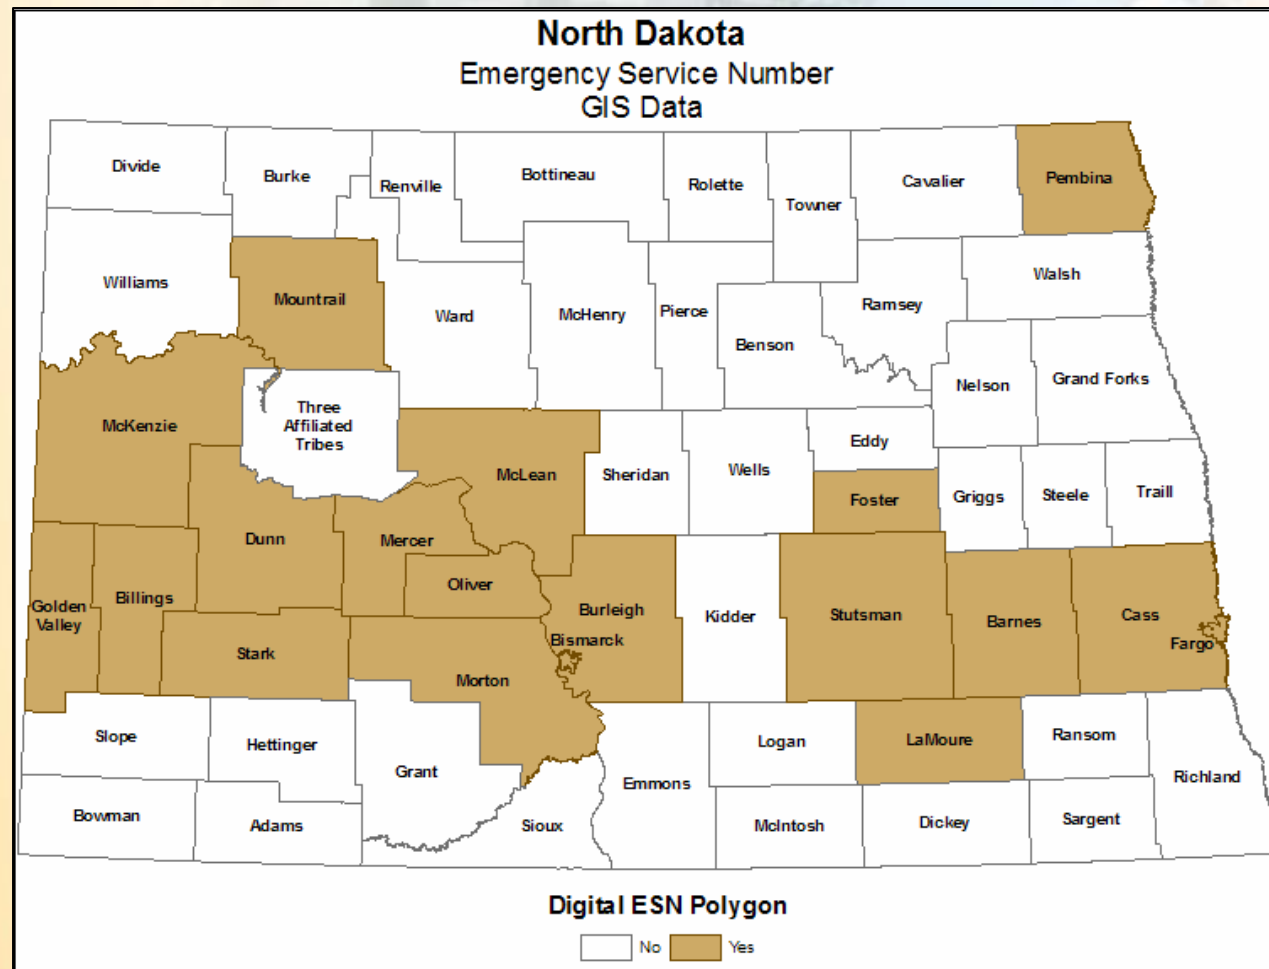 North Dakota
Emergency Service Number
GIS Data
Divide
Burke
Renville
Bottineau
Rolette
Towner
Cavalier
Pembina
Williams
Mountrail
Ward
McHenry
Pierce
Benson
Ramsey
Walsh
McKenzie
Three
Affiliated
Tribes
Nelson
Grand Forks
McLean
Sheridan
Wells
Eddy
Foster
Griggs
Steele
Traill
Dunn
Mercer
Oliver
Golden
Valley
Billings
Stark
Burleigh
Bismarck
Kidder
Stutsman
Barnes
Cass
Fargo
Morton
Slope
Hettinger
Grant
Emmons
Logan
LaMoure
Ransom
Richland
Bowman
Adams
Sioux
McIntosh
Dickey
Sargent
Digital ESN Polygon
No
Yes